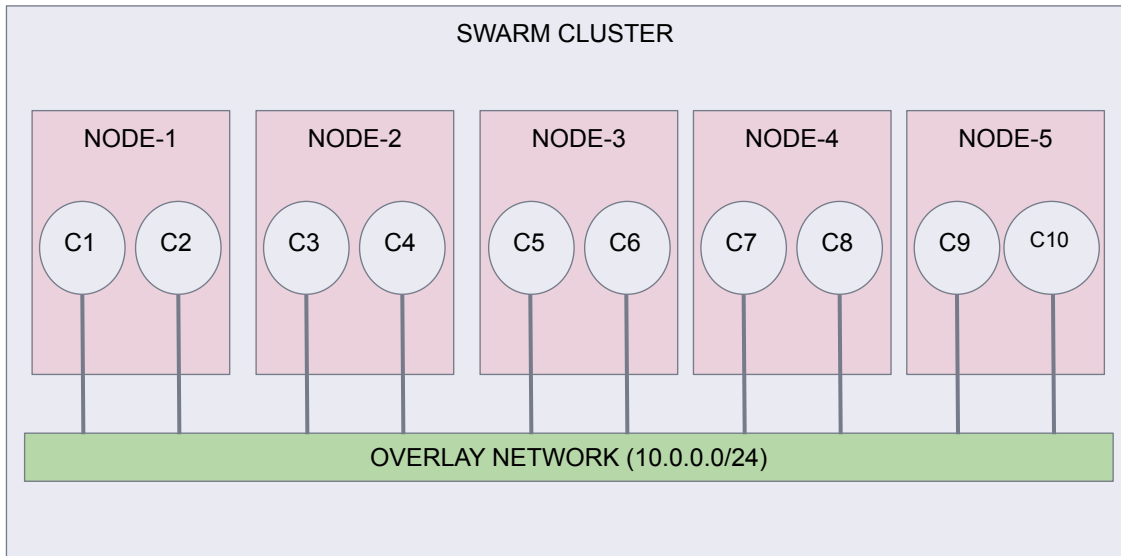 SWARM CLUSTER
NODE-1
NODE-2
NODE-3
NODE-4
NODE-5
C1
C2
C3
C4
C5
C6
C7
C8
C9
C10
OVERLAY NETWORK (10.0.0.0/24)